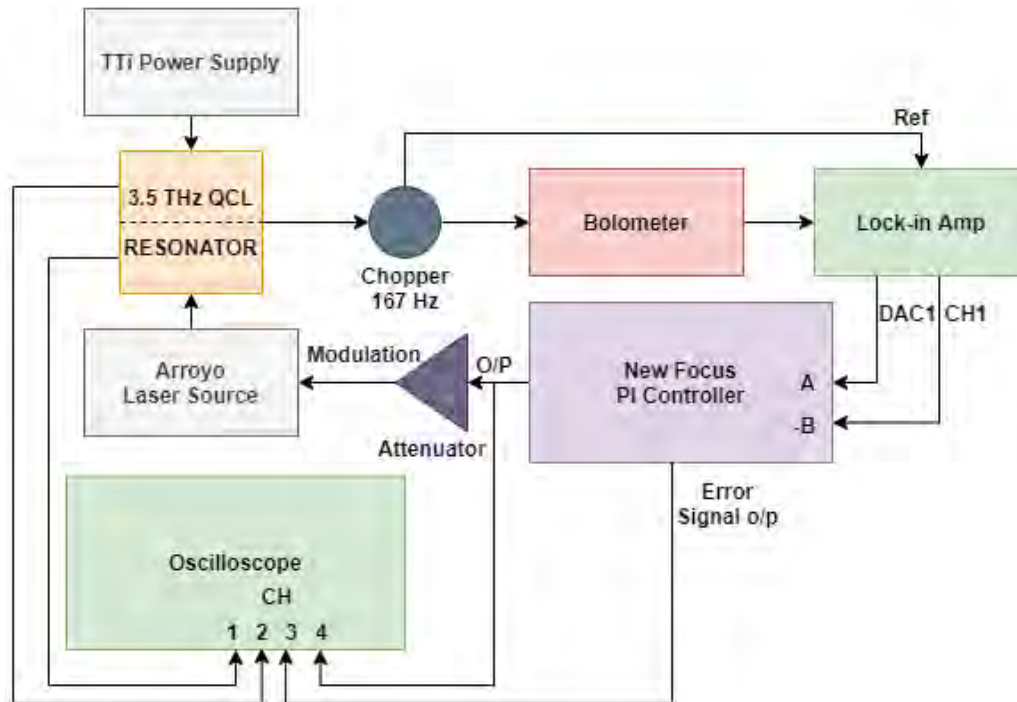 TTi Power Supply
Ref
3.5 THz QCL
RESONATOR
Bolometer
Lock-in Amp
Chopper
167 Hz
DAC1 CH1
Arroyo
Laser Source
Modulation
O/P
Attenuator
New Focus
PI Controller
A
-B
Error
Signal o/p
Oscilloscope
CH
1 2 3 4